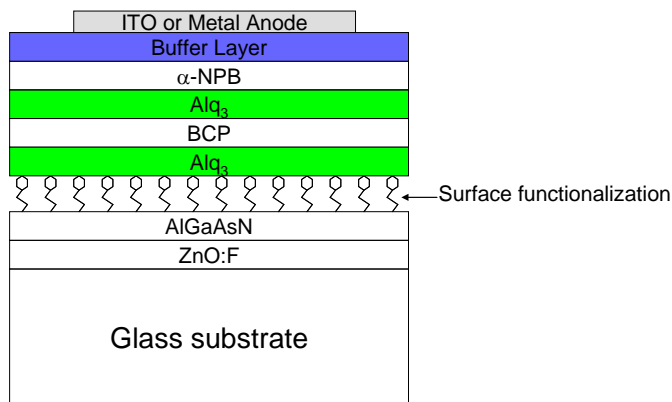 ITO or Metal Anode
Buffer Layer
α-NPB
Alq₃
BCP
Alq₃
Surface functionalization
AlGaAsN
ZnO:F
Glass substrate